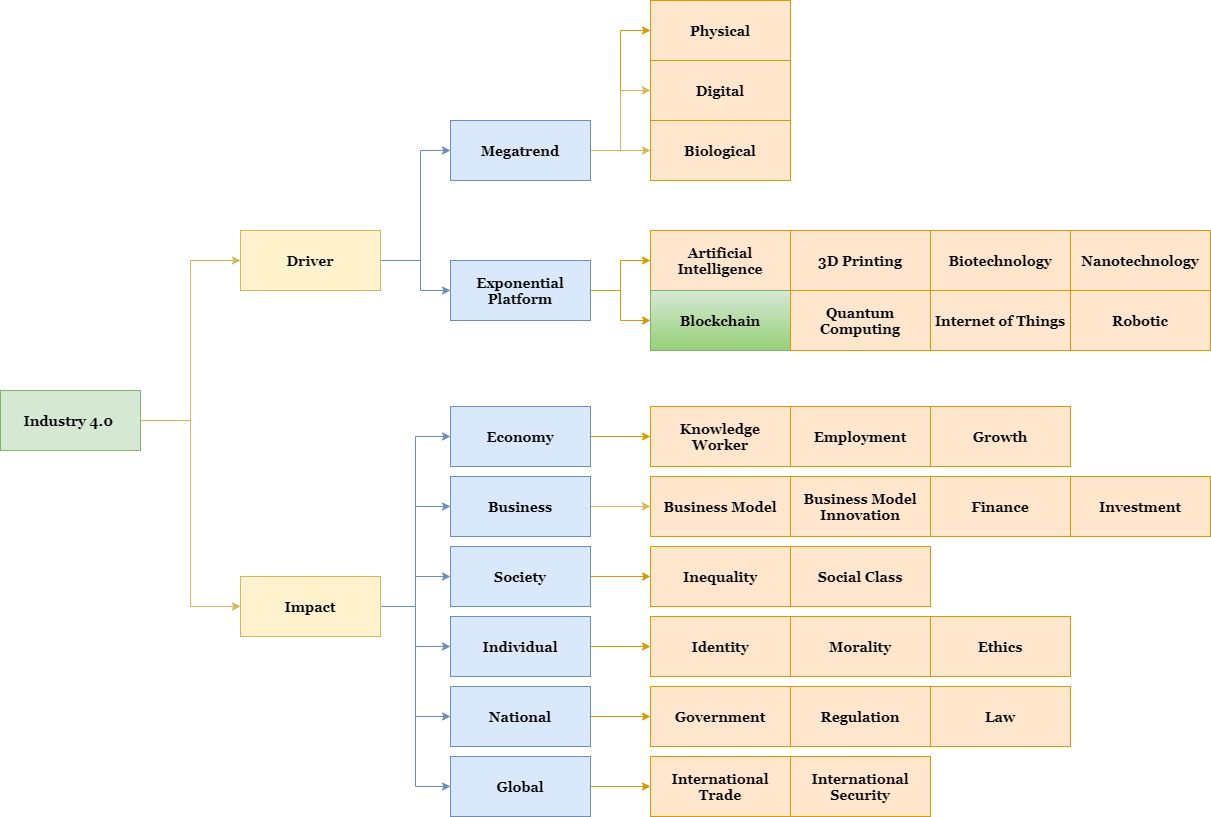 Physical
Digital
Megatrend
Biological
Driver
Artificial
Intelligence
3D Printing
Biotechnology
Nanotechnology
Exponential
Platform
Blockchain
Quantum
Computing
Internet of Things
Robotic
Industry 4.0
Economy
Knowledge
Worker
Employment
Growth
Business
Business Model
Business Model
Innovation
Finance
Investment
Society
Inequality
Social Class
Impact
Individual
Identity
Morality
Ethics
National
Government
Regulation
Law
Global
International
Trade
International
Security